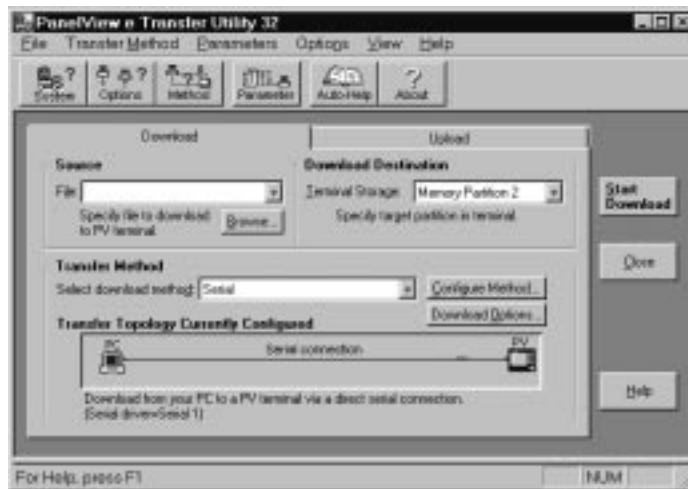 PanelView e Transfer Utility 32
File Transfer Method Parameters Options View Help
System Options Method Parameter Auto-Help About
Download Upload
Source Download Destination
File Terminal Storage: Memory Partition 2
Specify file to download to PV terminal. Browse... Specify target partition in terminal.
Start Download
Close
Transfer Method
Select download method: Serial Configure Method...
Download Options...
Transfer Topology Currently Configured
PC Serial connection PV
Download from your PC to a PV terminal via a direct serial connection.
(Serial driver=Serial 1)
Help
For Help, press F1 NUM